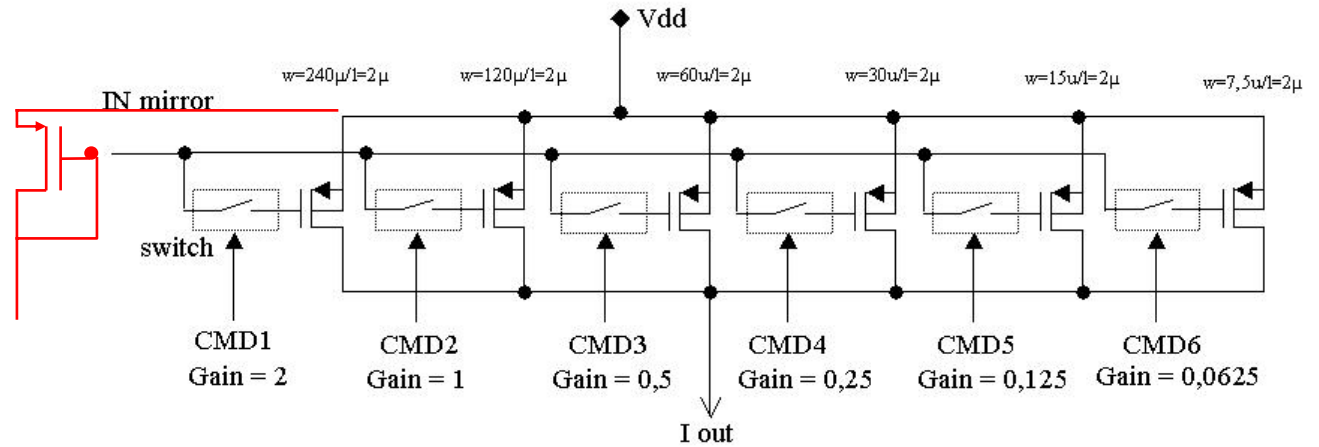 Vdd
w=240μ/l=2μ
w=120μ/l=2μ
w=60u/l=2μ
w=30u/l=2μ
w=15u/l=2μ
w=7,5u/l=2μ
IN mirror
switch
CMD1
Gain = 2
CMD2
Gain = 1
CMD3
Gain = 0,5
CMD4
Gain = 0,25
CMD5
Gain = 0,125
CMD6
Gain = 0,0625
I out